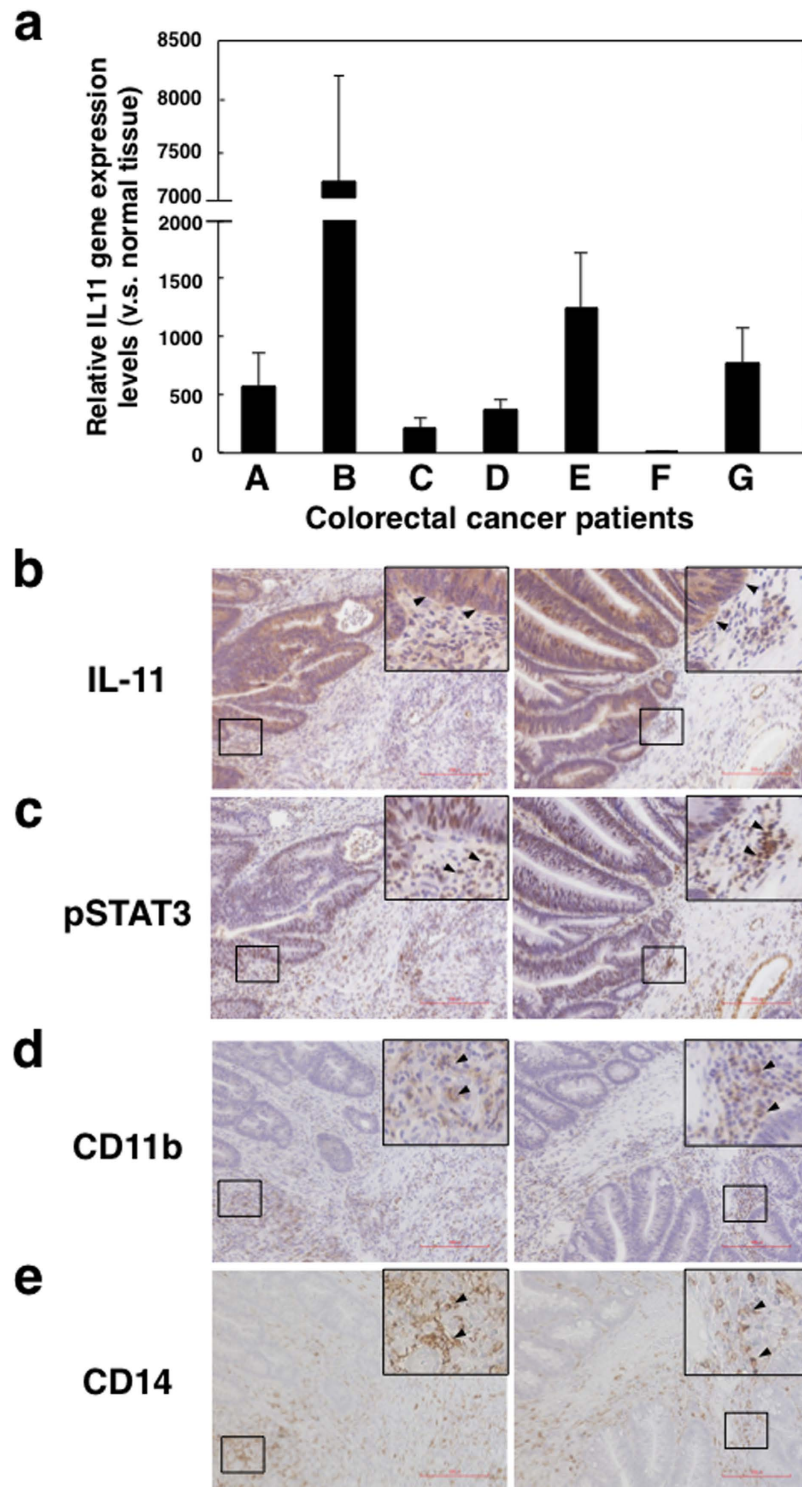 a
Relative IL11 gene expression
levels (v.s. normal tissue)
8500
8000
7500
7000
2000
1500
1000
500
0
A B C D E F G
Colorectal cancer patients
b
IL-11
c
pSTAT3
d
CD11b
e
CD14